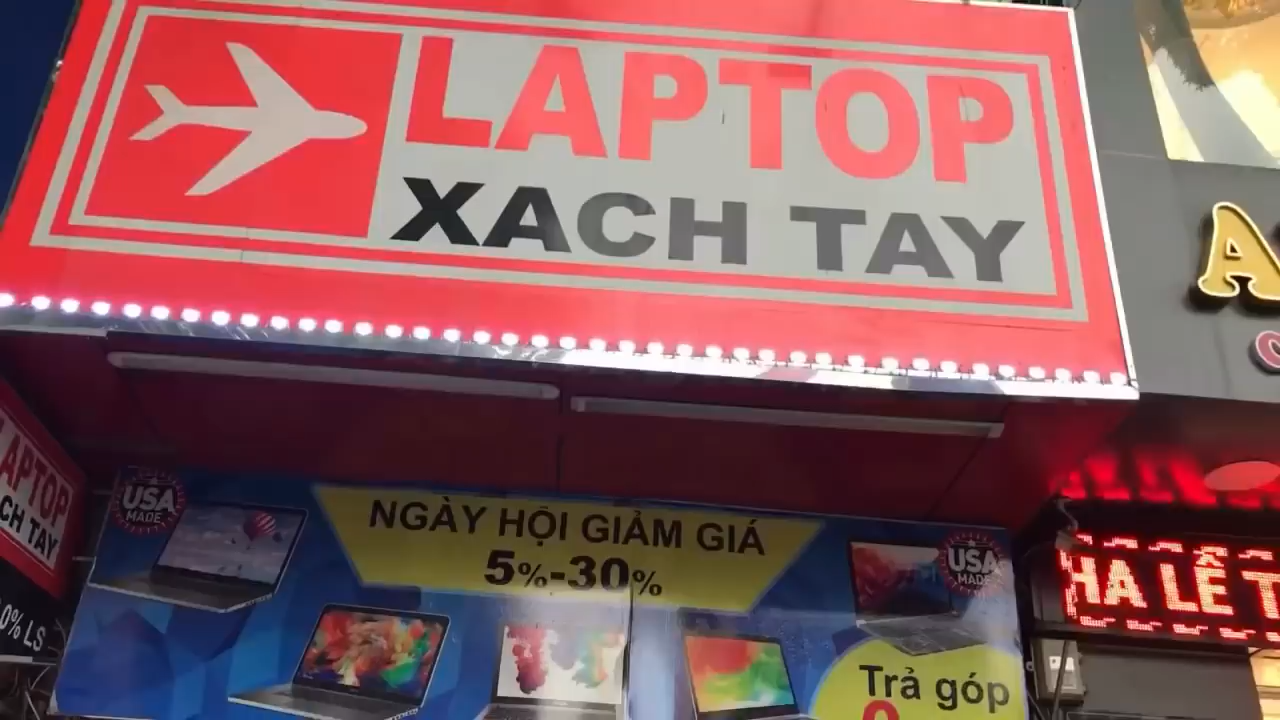 LAPTOP
XACH TAY
LAPTOP
CH TAY
0% LS
USA
MADE
NGÀY HỘI GIẢM GIÁ
5%-30%
USA
MADE
Trả góp
HA LÊ T